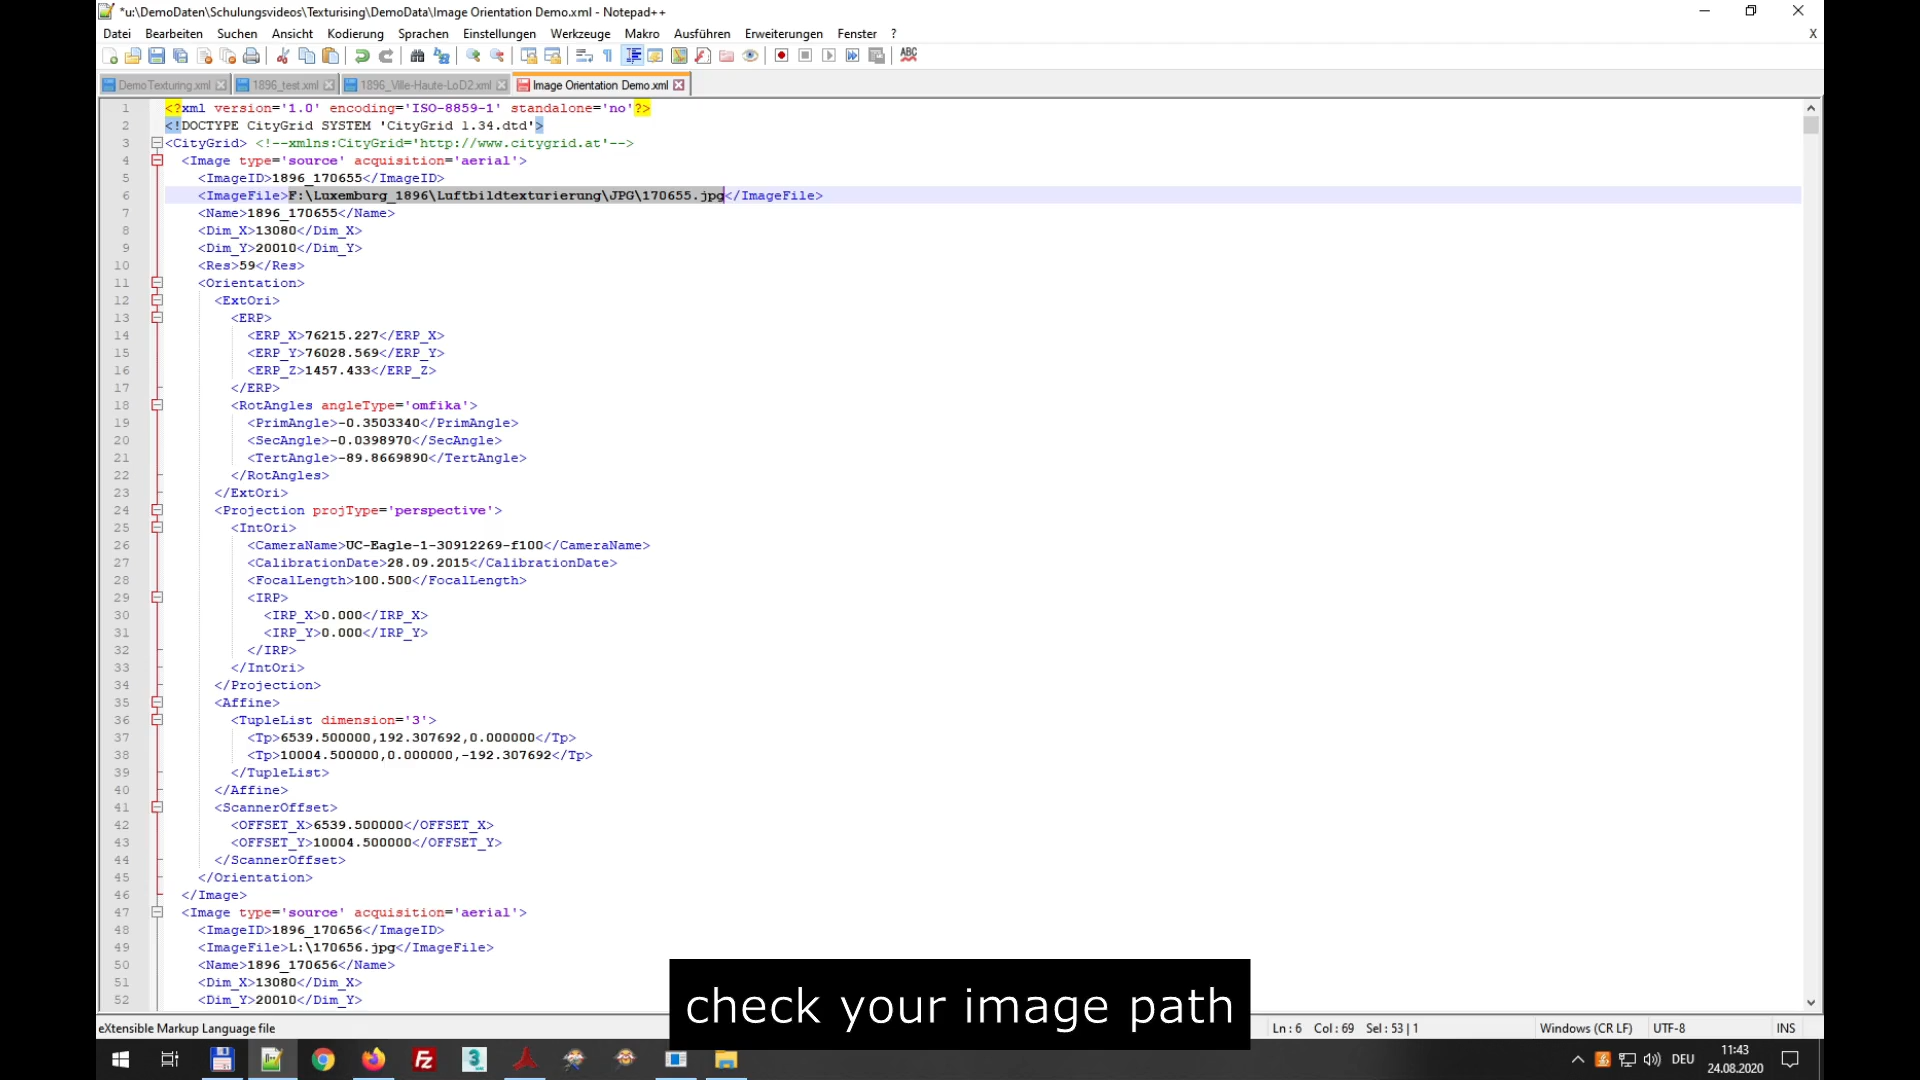 *u:\DemoDaten\Schulungsvideos\Texturising\DemoData\Image Orientation Demo.xml - Notepad++
Datei Bearbeiten Suchen Ansicht Kodierung Sprachen Einstellungen Werkzeuge Makro Ausführen Erweiterungen Fenster ? X
ABC
DemoTexturing.xml 1896_test.xml 1896_Ville-Haute-LoD2.xml Image Orientation Demo.xml
1 <?xml version='1.0' encoding='ISO-8859-1' standalone='no'?>
2 <!DOCTYPE CityGrid SYSTEM 'CityGrid 1.34.dtd'>
3 <CityGrid> <!--xmlns:CityGrid='http://www.citygrid.at'-->
4 <Image type='source' acquisition='aerial'>
5 <ImageID>1896_170655</ImageID>
6 <ImageFile>F:\Luxemburg_1896\Luftbildtexturierung\JPG\170655.jpg</ImageFile>
7 <Name>1896_170655</Name>
8 <Dim_X>13080</Dim_X>
9 <Dim_Y>20010</Dim_Y>
10 <Res>59</Res>
11 <Orientation>
12 <ExtOri>
13 <ERP>
14 <ERP_X>76215.227</ERP_X>
15 <ERP_Y>76028.569</ERP_Y>
16 <ERP_Z>1457.433</ERP_Z>
17 </ERP>
18 <RotAngles angleType='omfika'>
19 <PrimAngle>-0.3503340</PrimAngle>
20 <SecAngle>-0.0398970</SecAngle>
21 <TertAngle>-89.8669890</TertAngle>
22 </RotAngles>
23 </ExtOri>
24 <Projection projType='perspective'>
25 <IntOri>
26 <CameraName>UC-Eagle-1-30912269-f100</CameraName>
27 <CalibrationDate>28.09.2015</CalibrationDate>
28 <FocalLength>100.500</FocalLength>
29 <IRP>
30 <IRP_X>0.000</IRP_X>
31 <IRP_Y>0.000</IRP_Y>
32 </IRP>
33 </IntOri>
34 </Projection>
35 <Affine>
36 <TupleList dimension='3'>
37 <Tp>6539.500000,192.307692,0.000000</Tp>
38 <Tp>10004.500000,0.000000,-192.307692</Tp>
39 </TupleList>
40 </Affine>
41 <ScannerOffset>
42 <OFFSET_X>6539.500000</OFFSET_X>
43 <OFFSET_Y>10004.500000</OFFSET_Y>
44 </ScannerOffset>
45 </Orientation>
46 </Image>
47 <Image type='source' acquisition='aerial'>
48 <ImageID>1896_170656</ImageID>
49 <ImageFile>L:\170656.jpg</ImageFile>
50 <Name>1896_170656</Name>
51 <Dim_X>13080</Dim_X>
52 <Dim_Y>20010</Dim_Y>
check your image path
eXtensible Markup Language file Ln : 6 Col : 69 Sel : 53 | 1 Windows (CR LF) UTF-8 INS
DEU 11:43
24.08.2020